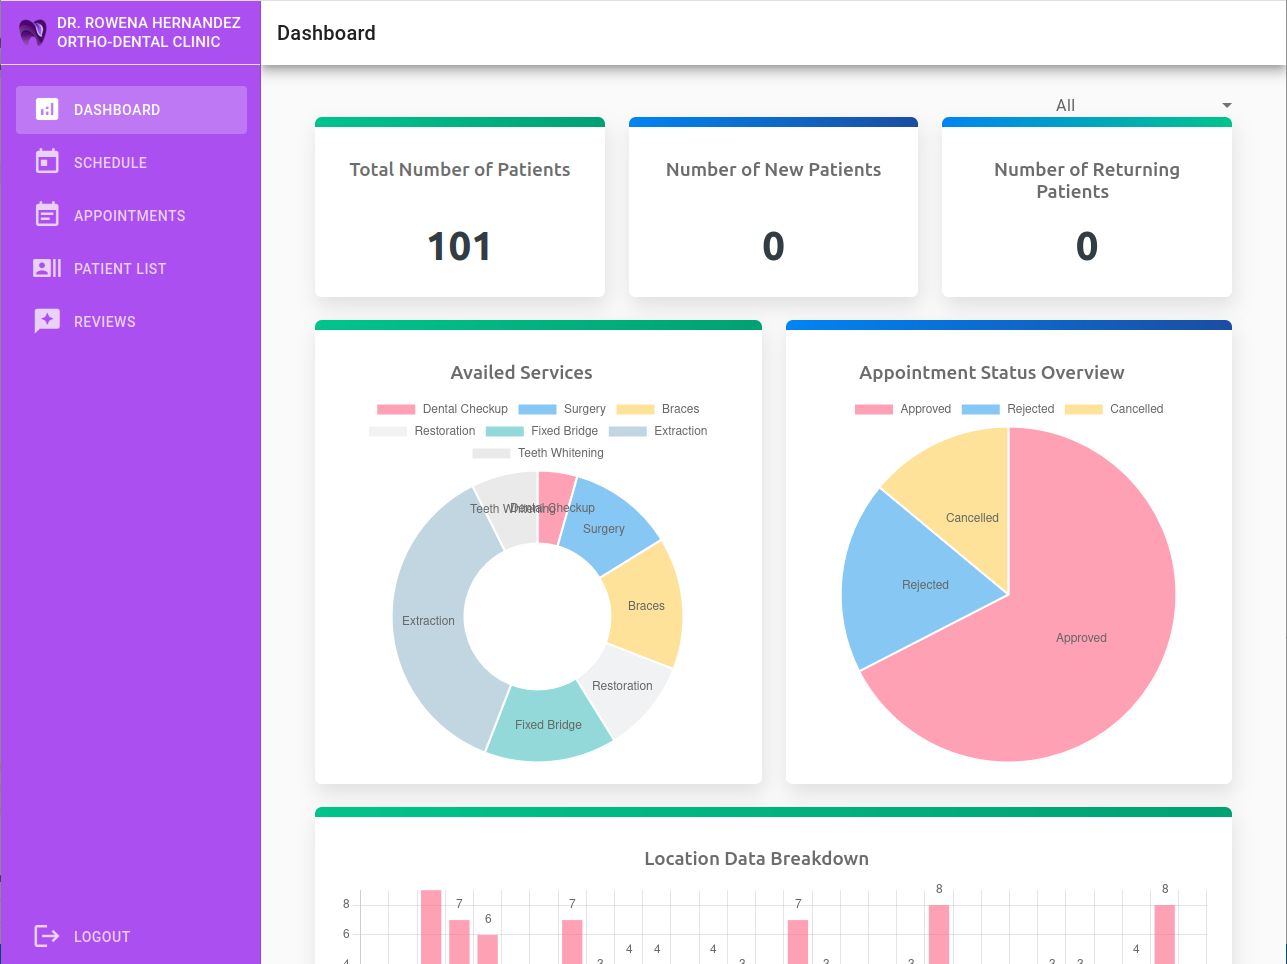 DR. ROWENA HERNANDEZ
ORTHO-DENTAL CLINIC
Dashboard
DASHBOARD
SCHEDULE
APPOINTMENTS
PATIENT LIST
REVIEWS
LOGOUT
All
Total Number of Patients
101
Number of New Patients
0
Number of Returning
Patients
0
Availed Services
Dental Checkup Surgery Braces
Restoration Fixed Bridge Extraction
Teeth Whitening
Teeth Whitening
Dental Checkup
Surgery
Braces
Restoration
Fixed Bridge
Extraction
Appointment Status Overview
Approved Rejected Cancelled
Cancelled
Rejected
Approved
Location Data Breakdown
8 8
8 7 7 7
6
6
4 4 4 4
4 3 3 3 3 3 3